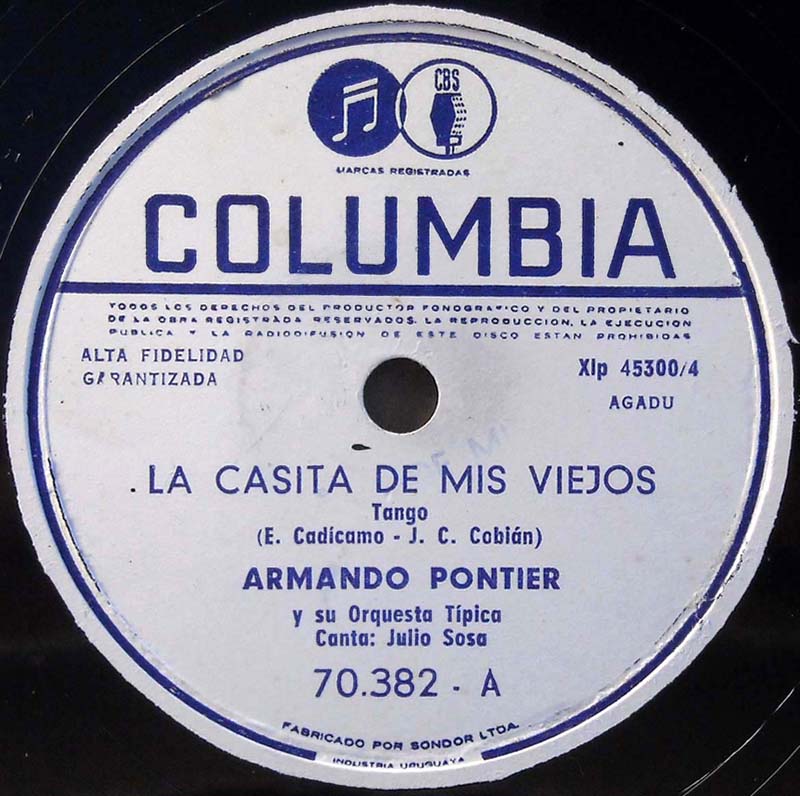 CBS
MARCAS REGISTRADAS
COLUMBIA
TODOS LOS DERECHOS DEL PRODUCTOR FONOGRAFICO Y DEL PROPIETARIO
DE LA OBRA REGISTRADA RESERVADOS. LA REPRODUCCION, LA EJECUCION
PUBLICA Y LA RADIODIFUSION DE ESTE DISCO ESTAN PROHIBIDAS
ALTA FIDELIDAD
GARANTIZADA
Xlp 45300/4
AGADU
LA CASITA DE MIS VIEJOS
Tango
(E. Cadícamo - J. C. Cobián)
ARMANDO PONTIER
y su Orquesta Típica
Canta: Julio Sosa
70.382 - A
FABRICADO POR SONDOR LTDA.
INDUSTRIA URUGUAYA